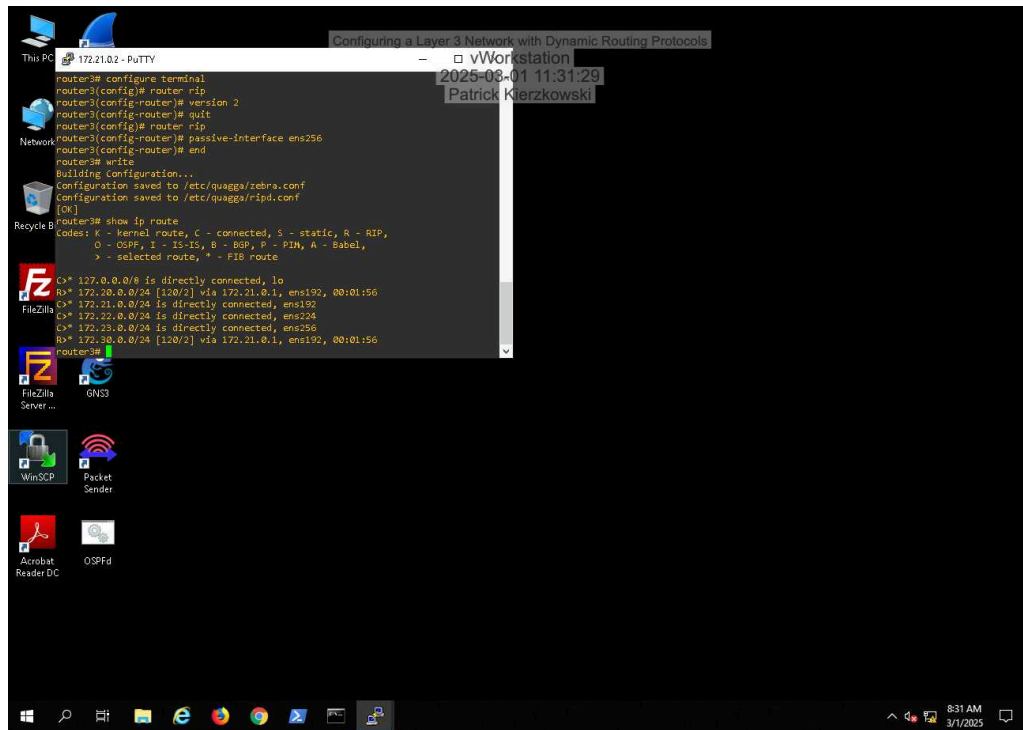 Configuring a Layer 3 Network with Dynamic Routing Protocols
vWorkstation
2025-03-01 11:31:29
Patrick Kierzkowski
This PC
172.21.0.2 - PuTTY
router3# configure terminal
router3(config)# router rip
router3(config-router)# version 2
router3(config-router)# quit
router3(config)# router rip
router3(config-router)# passive-interface ens256
router3(config-router)# end
router3# write
Building Configuration...
Configuration saved to /etc/quagga/zebra.conf
Configuration saved to /etc/quagga/ripd.conf
[OK]
router3# show ip route
Codes: K - kernel route, C - connected, S - static, R - RIP,
O - OSPF, I - IS-IS, B - BGP, P - PIM, A - Babel,
> - selected route, * - FIB route
C>* 127.0.0.0/8 is directly connected, lo
R>* 172.20.0.0/24 [120/2] via 172.21.0.1, ens192, 00:01:56
C>* 172.21.0.0/24 is directly connected, ens192
C>* 172.22.0.0/24 is directly connected, ens224
C>* 172.23.0.0/24 is directly connected, ens256
R>* 172.30.0.0/24 [120/2] via 172.21.0.1, ens192, 00:01:56
router3#
Network
Recycle B
FileZilla
FileZilla
Server ...
GNS3
WinSCP
Packet
Sender
Acrobat
Reader DC
OSPFd
8:31 AM
3/1/2025